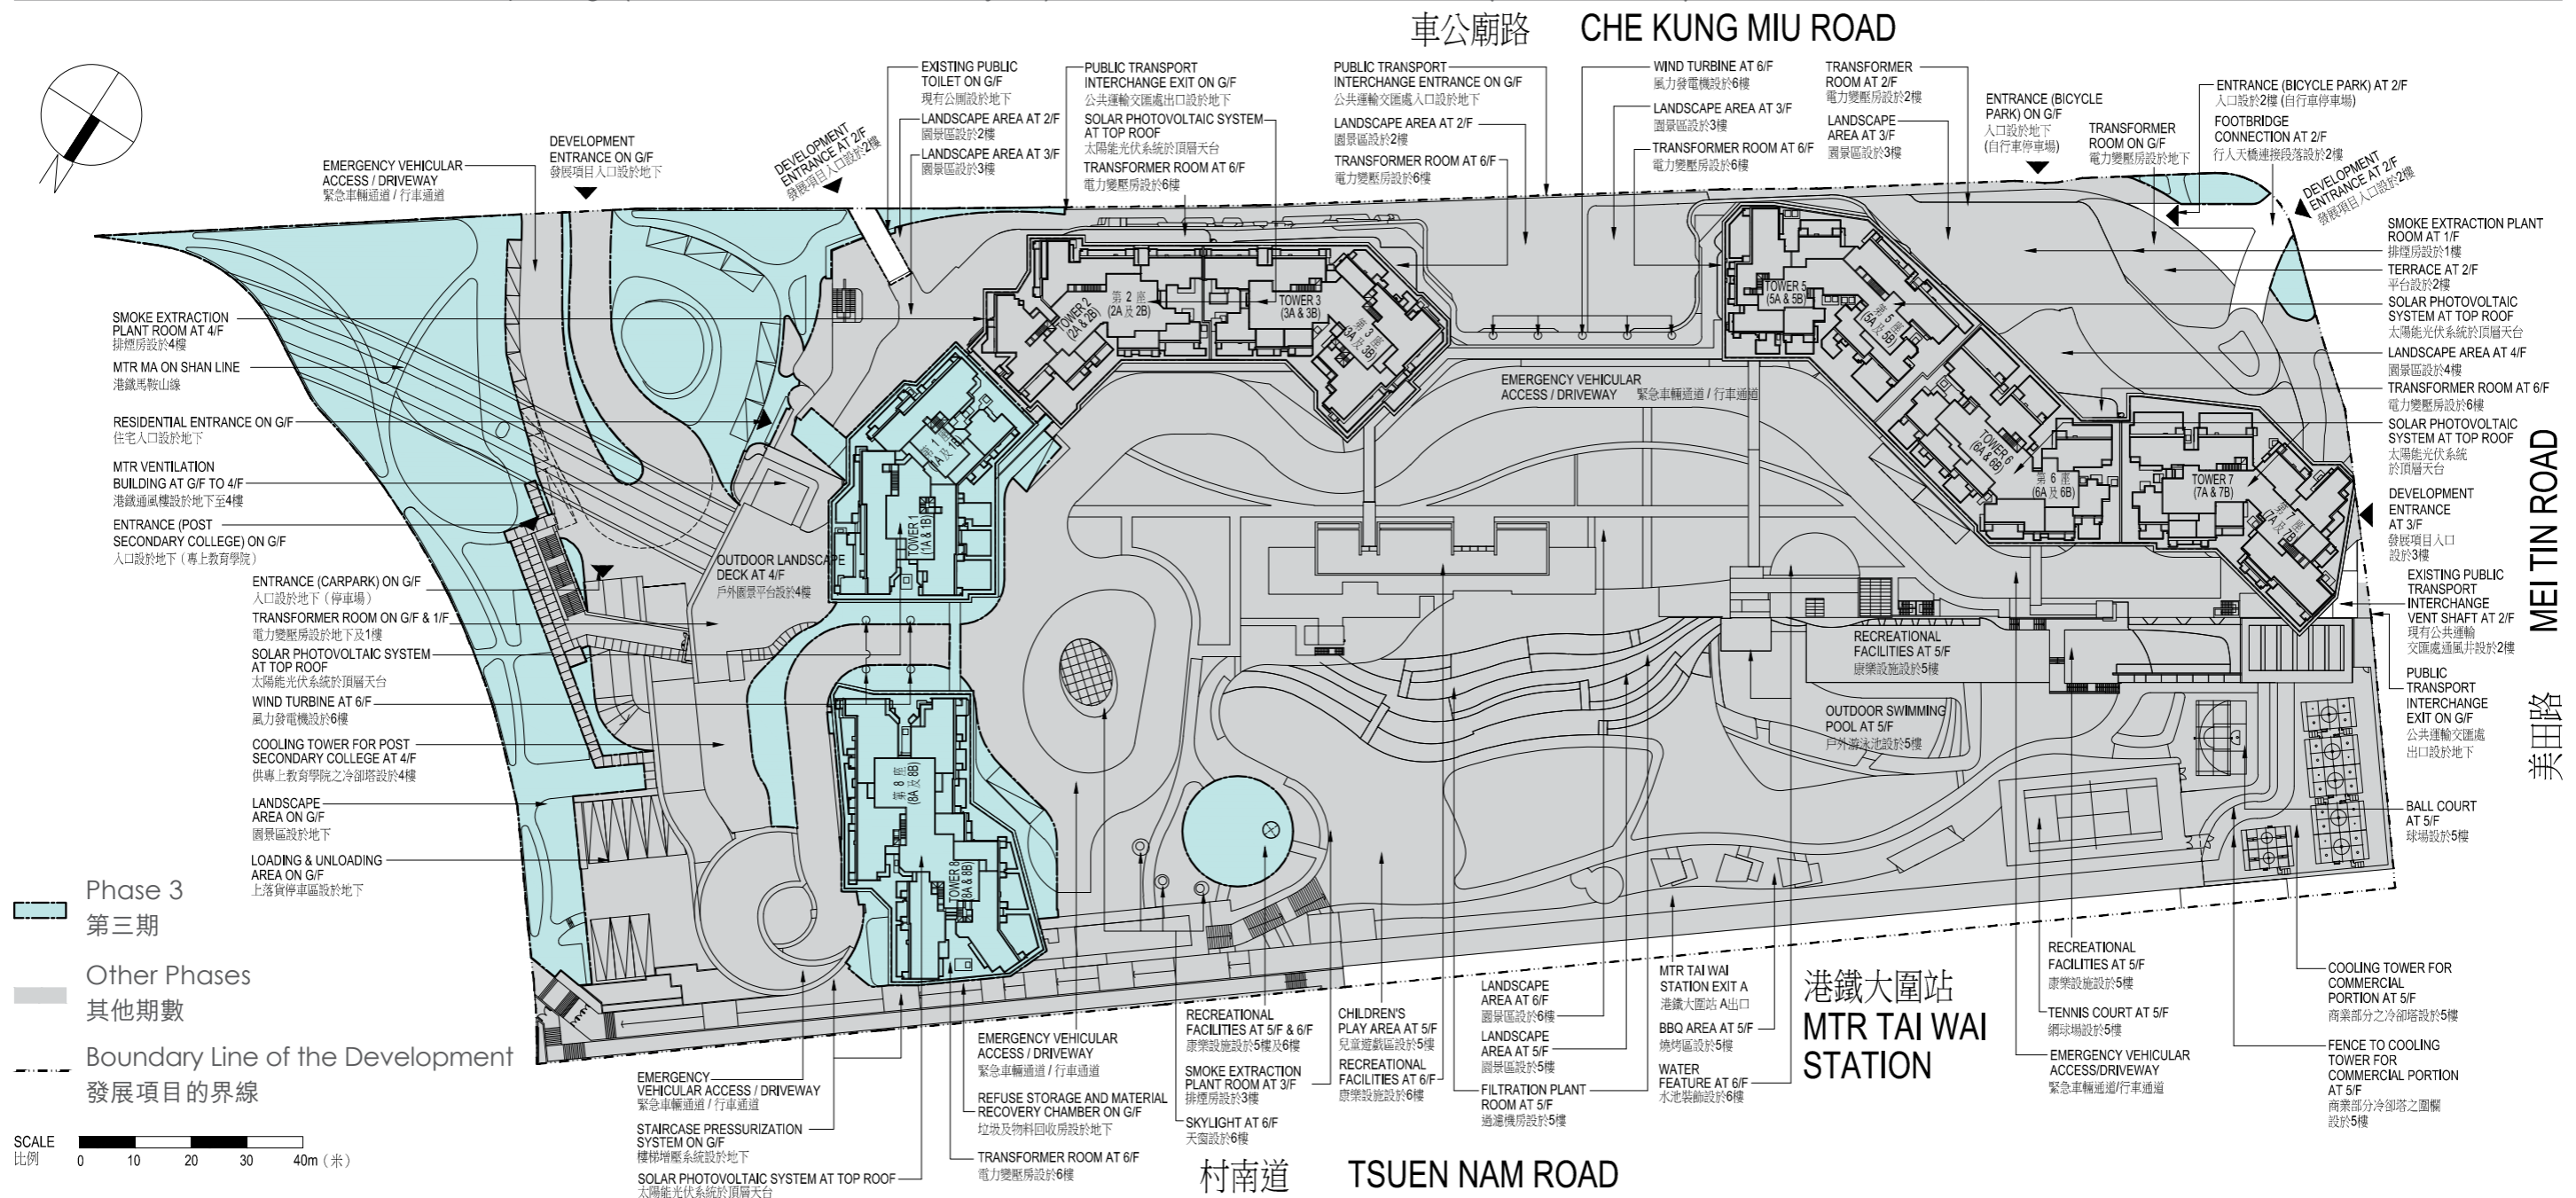 車公廟路 CHE KUNG MIU ROAD
EXISTING PUBLIC
TOILET ON G/F
現有公廁設於地下
LANDSCAPE AREA AT 2/F
園景區設於2樓
LANDSCAPE AREA AT 3/F
園景區設於3樓
PUBLIC TRANSPORT
INTERCHANGE EXIT ON G/F
公共運輸交匯處出口設於地下
SOLAR PHOTOVOLTAIC SYSTEM
AT TOP ROOF
太陽能光伏系統於頂層天台
TRANSFORMER ROOM AT 6/F
電力變壓房設於6樓
PUBLIC TRANSPORT
INTERCHANGE ENTRANCE ON G/F
公共運輸交匯處入口設於地下
LANDSCAPE AREA AT 2/F
園景區設於2樓
TRANSFORMER ROOM AT 6/F
電力變壓房設於6樓
WIND TURBINE AT 6/F
風力發電機設於6樓
LANDSCAPE AREA AT 3/F
園景區設於3樓
TRANSFORMER ROOM AT 6/F
電力變壓房設於6樓
TRANSFORMER
ROOM AT 2/F
電力變壓房設於2樓
LANDSCAPE
AREA AT 3/F
園景區設於3樓
ENTRANCE (BICYCLE
PARK) ON G/F
入口設於地下
(自行車停車場)
TRANSFORMER
ROOM ON G/F
電力變壓房設於地下
ENTRANCE (BICYCLE PARK) AT 2/F
入口設於2樓 (自行車停車場)
FOOTBRIDGE
CONNECTION AT 2/F
行人天橋連接段落設於2樓
DEVELOPMENT
ENTRANCE AT 2/F
發展項目入口設於2樓
EMERGENCY VEHICULAR
ACCESS / DRIVEWAY
緊急車輛通道 / 行車通道
DEVELOPMENT
ENTRANCE ON G/F
發展項目入口設於地下
DEVELOPMENT
ENTRANCE AT 2/F
發展項目入口設於2樓
SMOKE EXTRACTION PLANT
ROOM AT 1/F
排煙房設於1樓
TERRACE AT 2/F
平台設於2樓
SOLAR PHOTOVOLTAIC
SYSTEM AT TOP ROOF
太陽能光伏系統於頂層天台
LANDSCAPE AREA AT 4/F
園景區設於4樓
TRANSFORMER ROOM AT 6/F
電力變壓房設於6樓
SOLAR PHOTOVOLTAIC
SYSTEM AT TOP ROOF
太陽能光伏系統
於頂層天台
DEVELOPMENT
ENTRANCE
AT 3/F
發展項目入口
設於3樓
EXISTING PUBLIC
TRANSPORT
INTERCHANGE
VENT SHAFT AT 2/F
現有公共運輸
交匯處通風井設於2樓
PUBLIC
TRANSPORT
INTERCHANGE
EXIT ON G/F
公共運輸交匯處
出口設於地下
BALL COURT
AT 5/F
球場設於5樓
MEI TIN ROAD
美田路
SMOKE EXTRACTION
PLANT ROOM AT 4/F
排煙房設於4樓
MTR MA ON SHAN LINE
港鐵馬鞍山線
RESIDENTIAL ENTRANCE ON G/F
住宅入口設於地下
MTR VENTILATION
BUILDING AT G/F TO 4/F
港鐵通風樓設於地下至4樓
ENTRANCE (POST
SECONDARY COLLEGE) ON G/F
入口設於地下（專上教育學院）
ENTRANCE (CARPARK) ON G/F
入口設於地下（停車場）
TRANSFORMER ROOM ON G/F & 1/F
電力變壓房設於地下及1樓
SOLAR PHOTOVOLTAIC SYSTEM
AT TOP ROOF
太陽能光伏系統於頂層天台
WIND TURBINE AT 6/F
風力發電機設於6樓
COOLING TOWER FOR POST
SECONDARY COLLEGE AT 4/F
供專上教育學院之冷卻塔設於4樓
LANDSCAPE
AREA ON G/F
園景區設於地下
LOADING & UNLOADING
AREA ON G/F
上落貨停車區設於地下
TOWER 2
(2A & 2B)
第 2 座
(2A 及 2B)
TOWER 3
(3A & 3B)
第 3 座
(3A 及 3B)
TOWER 5
(5A & 5B)
第 5 座
(5A 及 5B)
TOWER 6
(6A & 6B)
第 6 座
(6A 及 6B)
TOWER 7
(7A & 7B)
第 7 座
(7A 及 7B)
第 1 座
(1A 及 1B)
TOWER 1
(1A & 1B)
第 8 座
(8A 及 8B)
TOWER 8
(8A & 8B)
EMERGENCY VEHICULAR
ACCESS / DRIVEWAY 緊急車輛通道 / 行車通道
OUTDOOR LANDSCAPE
DECK AT 4/F
戶外園景平台設於4樓
RECREATIONAL
FACILITIES AT 5/F
康樂設施設於5樓
OUTDOOR SWIMMING
POOL AT 5/F
戶外游泳池設於5樓
Phase 3
第三期
Other Phases
其他期數
Boundary Line of the Development
發展項目的界線
SCALE
比例
0 10 20 30 40m（米）
EMERGENCY
VEHICULAR ACCESS / DRIVEWAY
緊急車輛通道 / 行車通道
STAIRCASE PRESSURIZATION
SYSTEM ON G/F
樓梯增壓系統設於地下
SOLAR PHOTOVOLTAIC SYSTEM AT TOP ROOF
太陽能光伏系統於頂層天台
EMERGENCY VEHICULAR
ACCESS / DRIVEWAY
緊急車輛通道 / 行車通道
REFUSE STORAGE AND MATERIAL
RECOVERY CHAMBER ON G/F
垃圾及物料回收房設於地下
TRANSFORMER ROOM AT 6/F
電力變壓房設於6樓
RECREATIONAL
FACILITIES AT 5/F & 6/F
康樂設施設於5樓及6樓
SMOKE EXTRACTION
PLANT ROOM AT 3/F
排煙房設於3樓
SKYLIGHT AT 6/F
天窗設於6樓
CHILDREN'S
PLAY AREA AT 5/F
兒童遊戲區設於5樓
RECREATIONAL
FACILITIES AT 6/F
康樂設施設於6樓
LANDSCAPE
AREA AT 6/F
園景區設於6樓
LANDSCAPE
AREA AT 5/F
園景區設於5樓
FILTRATION PLANT
ROOM AT 5/F
過濾機房設於5樓
MTR TAI WAI
STATION EXIT A
港鐵大圍站 A出口
BBQ AREA AT 5/F
燒烤區設於5樓
WATER
FEATURE AT 6/F
水池裝飾設於6樓
港鐵大圍站
MTR TAI WAI
STATION
RECREATIONAL
FACILITIES AT 5/F
康樂設施設於5樓
TENNIS COURT AT 5/F
網球場設於5樓
EMERGENCY VEHICULAR
ACCESS/DRIVEWAY
緊急車輛通道/行車通道
COOLING TOWER FOR
COMMERCIAL
PORTION AT 5/F
商業部分之冷卻塔設於5樓
FENCE TO COOLING
TOWER FOR
COMMERCIAL PORTION
AT 5/F
商業部分冷卻塔之圍欄
設於5樓
村南道 TSUEN NAM ROAD